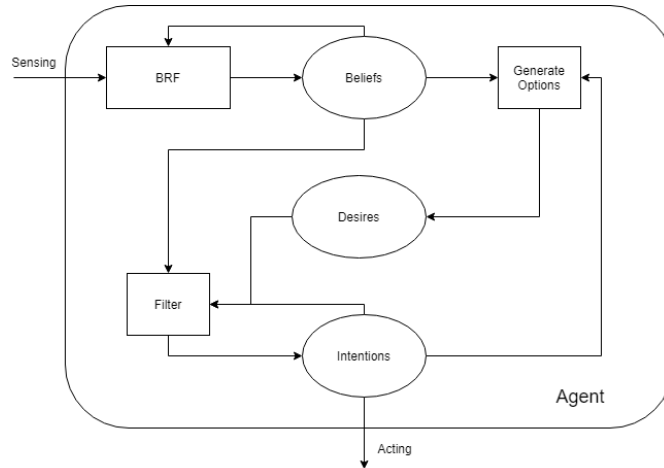 Sensing
BRF
Beliefs
Generate
Options
Desires
Filter
Intentions
Agent
Acting